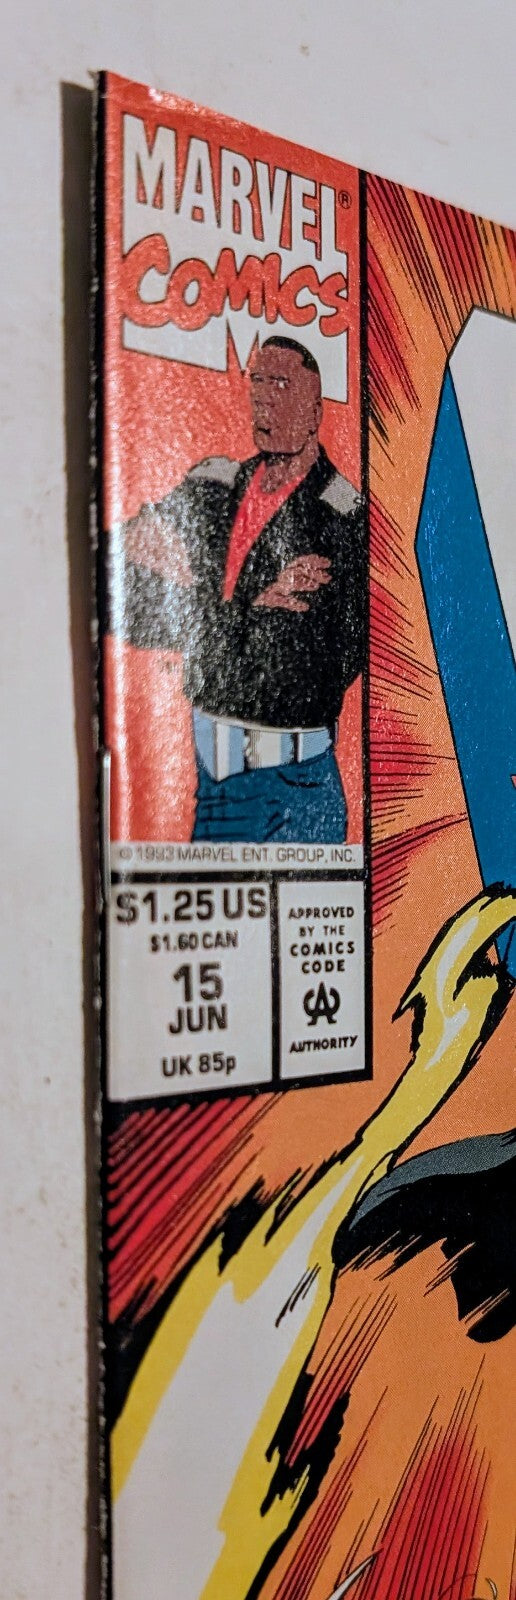 MARVEL®
COMICS
© 1993 MARVEL ENT. GROUP, INC.
$1.25 US
$1.60 CAN
15
JUN
UK 85p
APPROVED
BY THE
COMICS
CODE
CA
AUTHORITY